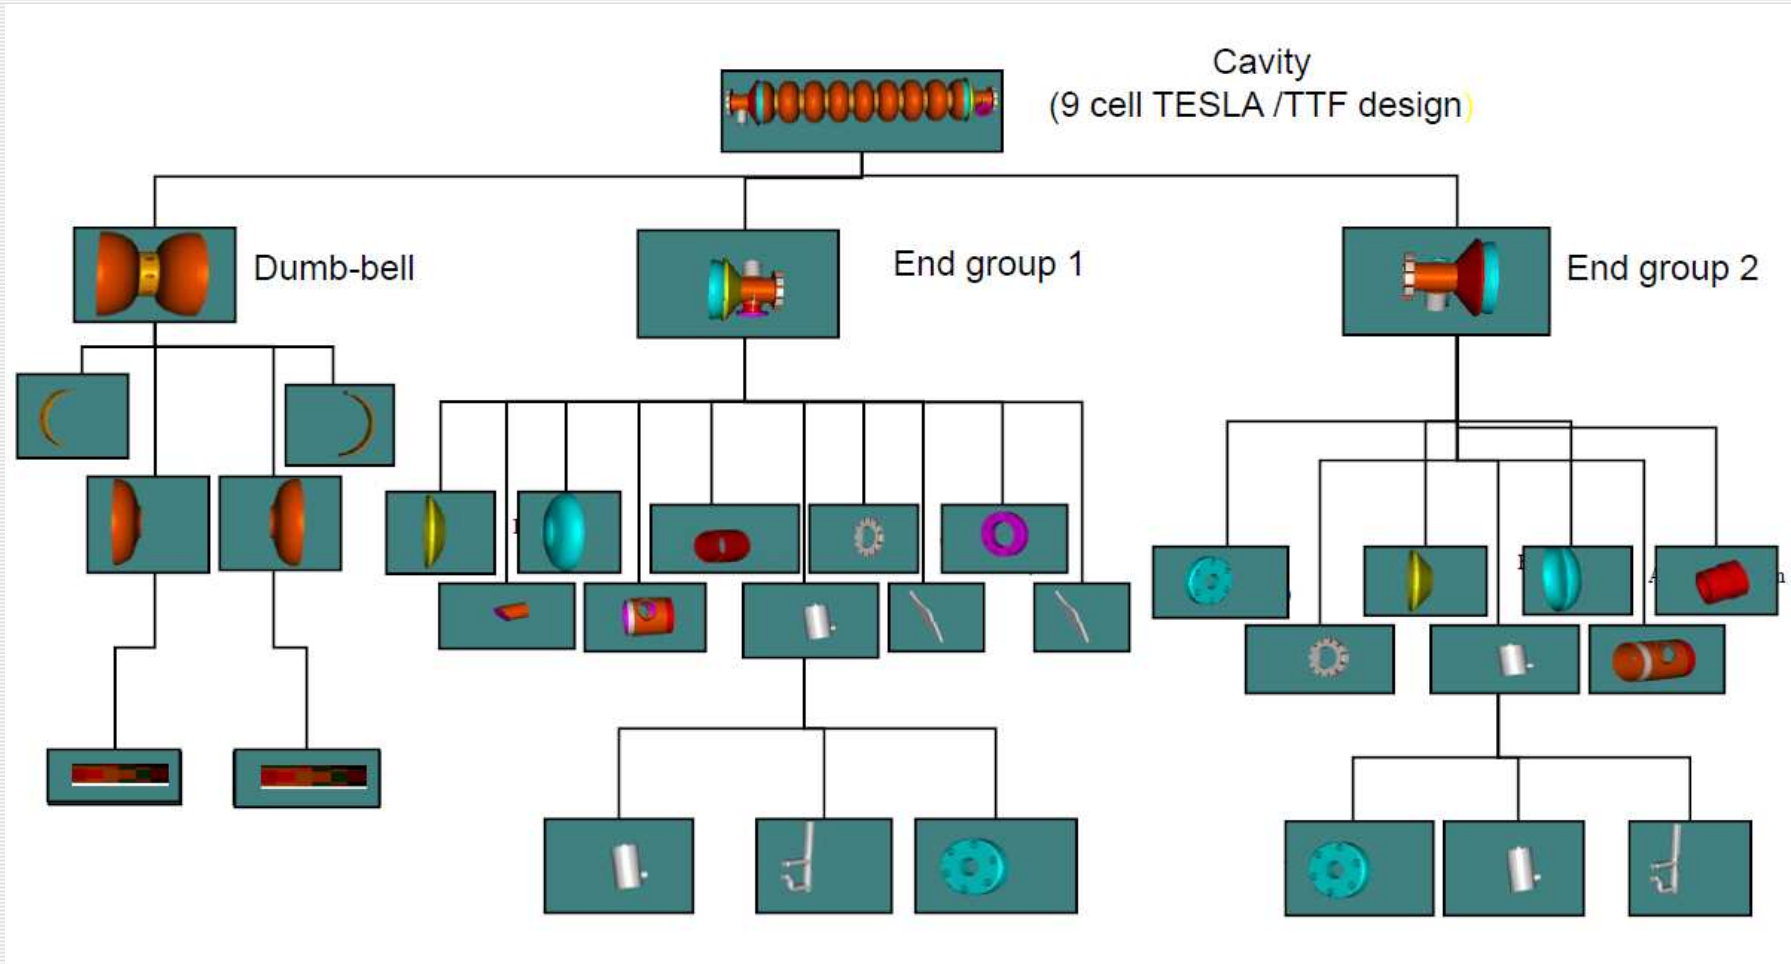 Cavity
(9 cell TESLA /TTF design)
Dumb-bell
End group 1
End group 2